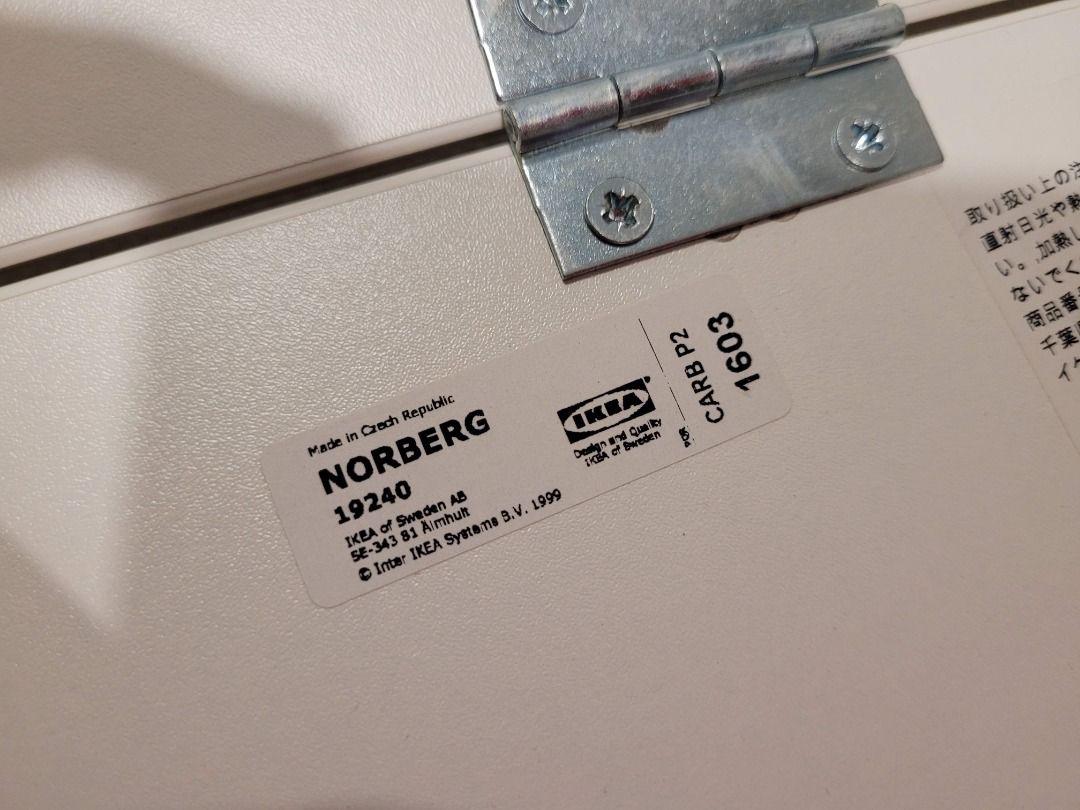 Made in Czech Republic
NORBERG
19240
IKEA of Sweden AB
SE-343 81 Älmhult
© Inter IKEA Systems B.V. 1999
IKEA
Design and Quality
IKEA of Sweden
CARB P2
1603
取り扱い上の注
直射日光や熱
い。加熱し
ないでく
商品番
千葉
イケ